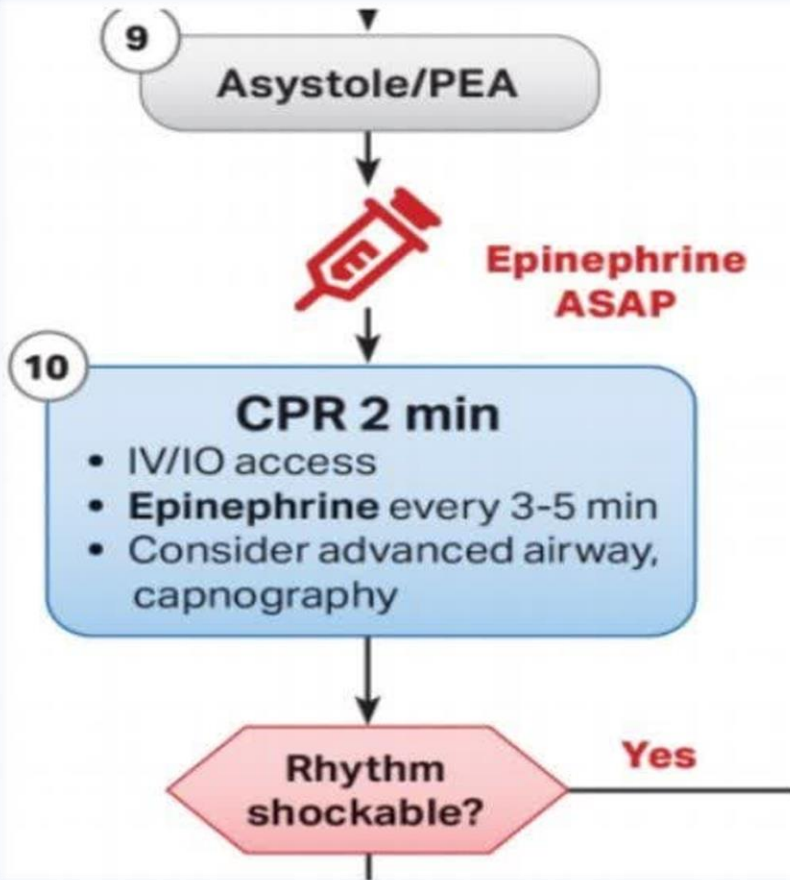 9
Asystole/PEA
E
Epinephrine
ASAP
10
CPR 2 min
• IV/IO access
• Epinephrine every 3-5 min
• Consider advanced airway,
capnography
Rhythm
shockable?
Yes